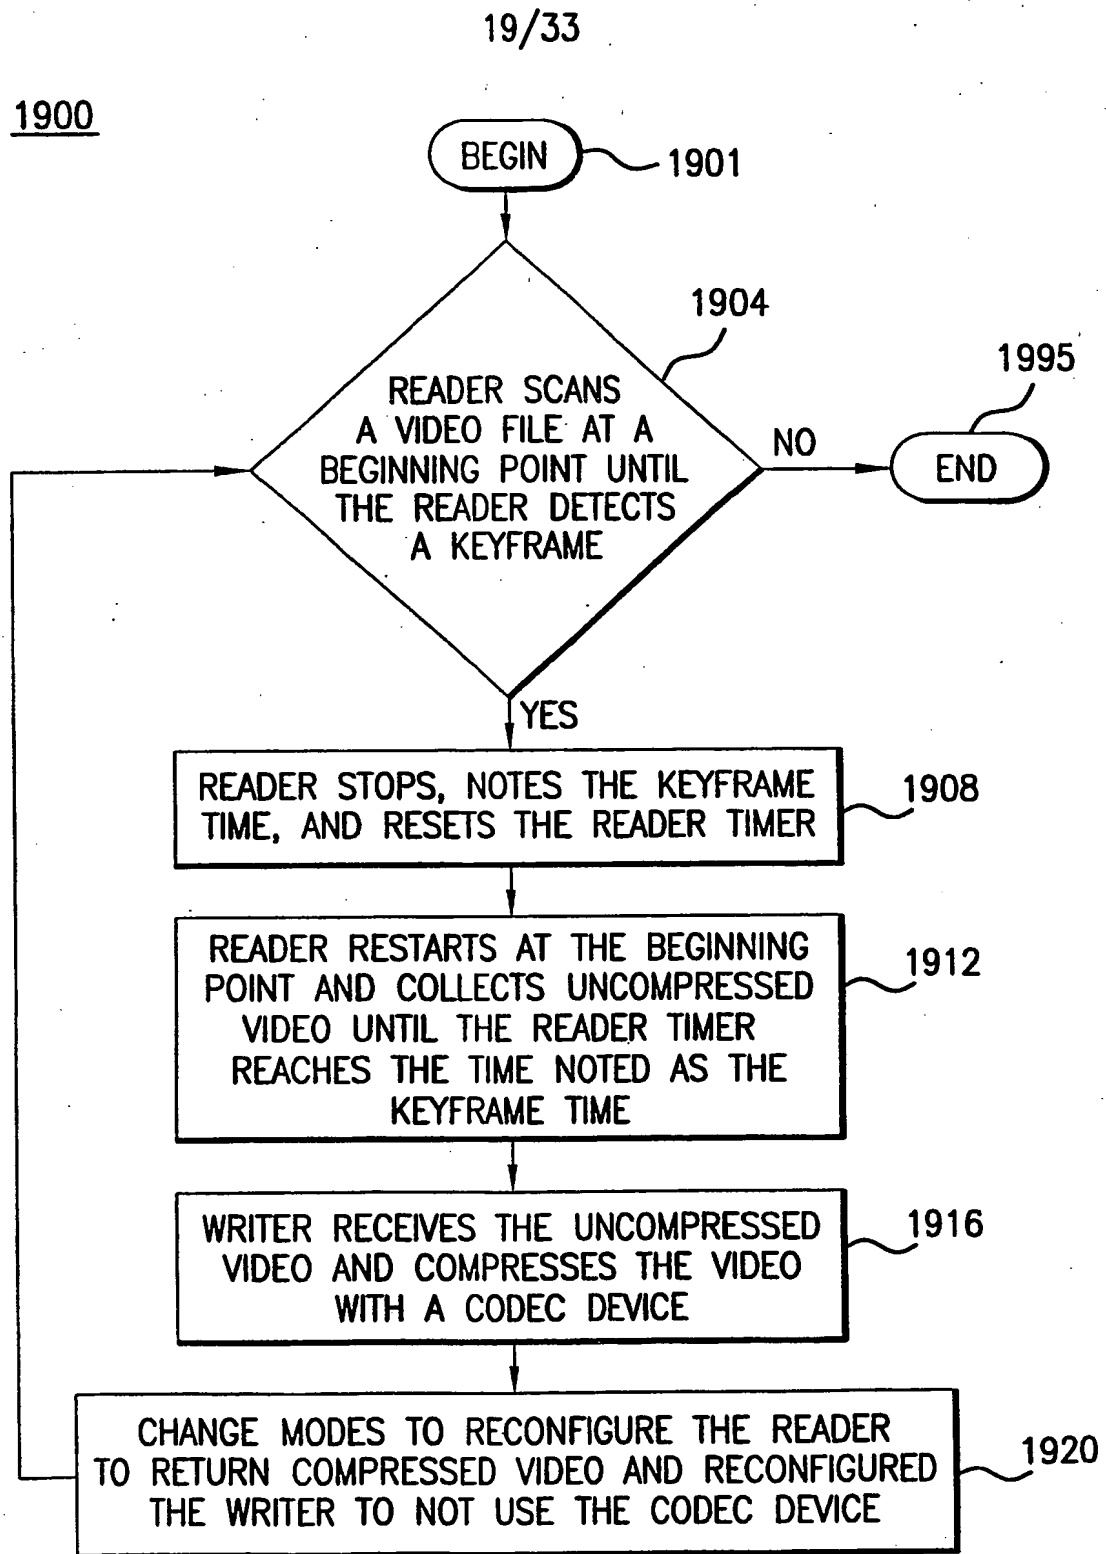 19/33
1900
BEGIN
1901
1904
READER SCANS
A VIDEO FILE AT A
BEGINNING POINT UNTIL
THE READER DETECTS
A KEYFRAME
NO
1995
END
YES
READER STOPS, NOTES THE KEYFRAME
TIME, AND RESETS THE READER TIMER
1908
READER RESTARTS AT THE BEGINNING
POINT AND COLLECTS UNCOMPRESSED
VIDEO UNTIL THE READER TIMER
REACHES THE TIME NOTED AS THE
KEYFRAME TIME
1912
WRITER RECEIVES THE UNCOMPRESSED
VIDEO AND COMPRESSES THE VIDEO
WITH A CODEC DEVICE
1916
CHANGE MODES TO RECONFIGURE THE READER
TO RETURN COMPRESSED VIDEO AND RECONFIGURED
THE WRITER TO NOT USE THE CODEC DEVICE
1920